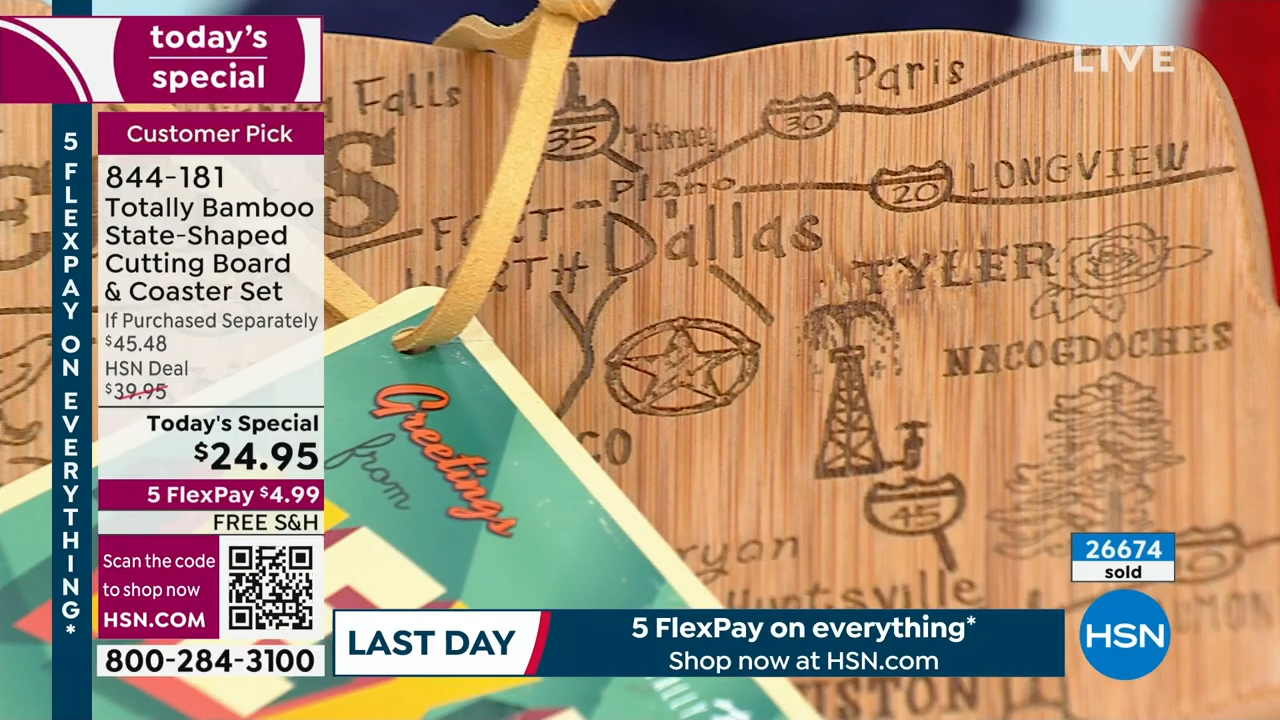 today's
special
5 FLEXPAY ON EVERYTHING*
Customer Pick
844-181
Totally Bamboo
State-Shaped
Cutting Board
& Coaster Set
If Purchased Separately
$45.48
HSN Deal
$39.95
Today's Special
$24.95
5 FlexPay $4.99
FREE S&H
Scan the code
to shop now
HSN.COM
800-284-3100
LIVE
Falls
Paris
35
McKinney
30
Plano
20
LONGVIEW
FORT
Dallas
TYLER
NACOGDOCHES
45
Huntsville
Greetings
from
26674
sold
LAST DAY
5 FlexPay on everything*
Shop now at HSN.com
HSN